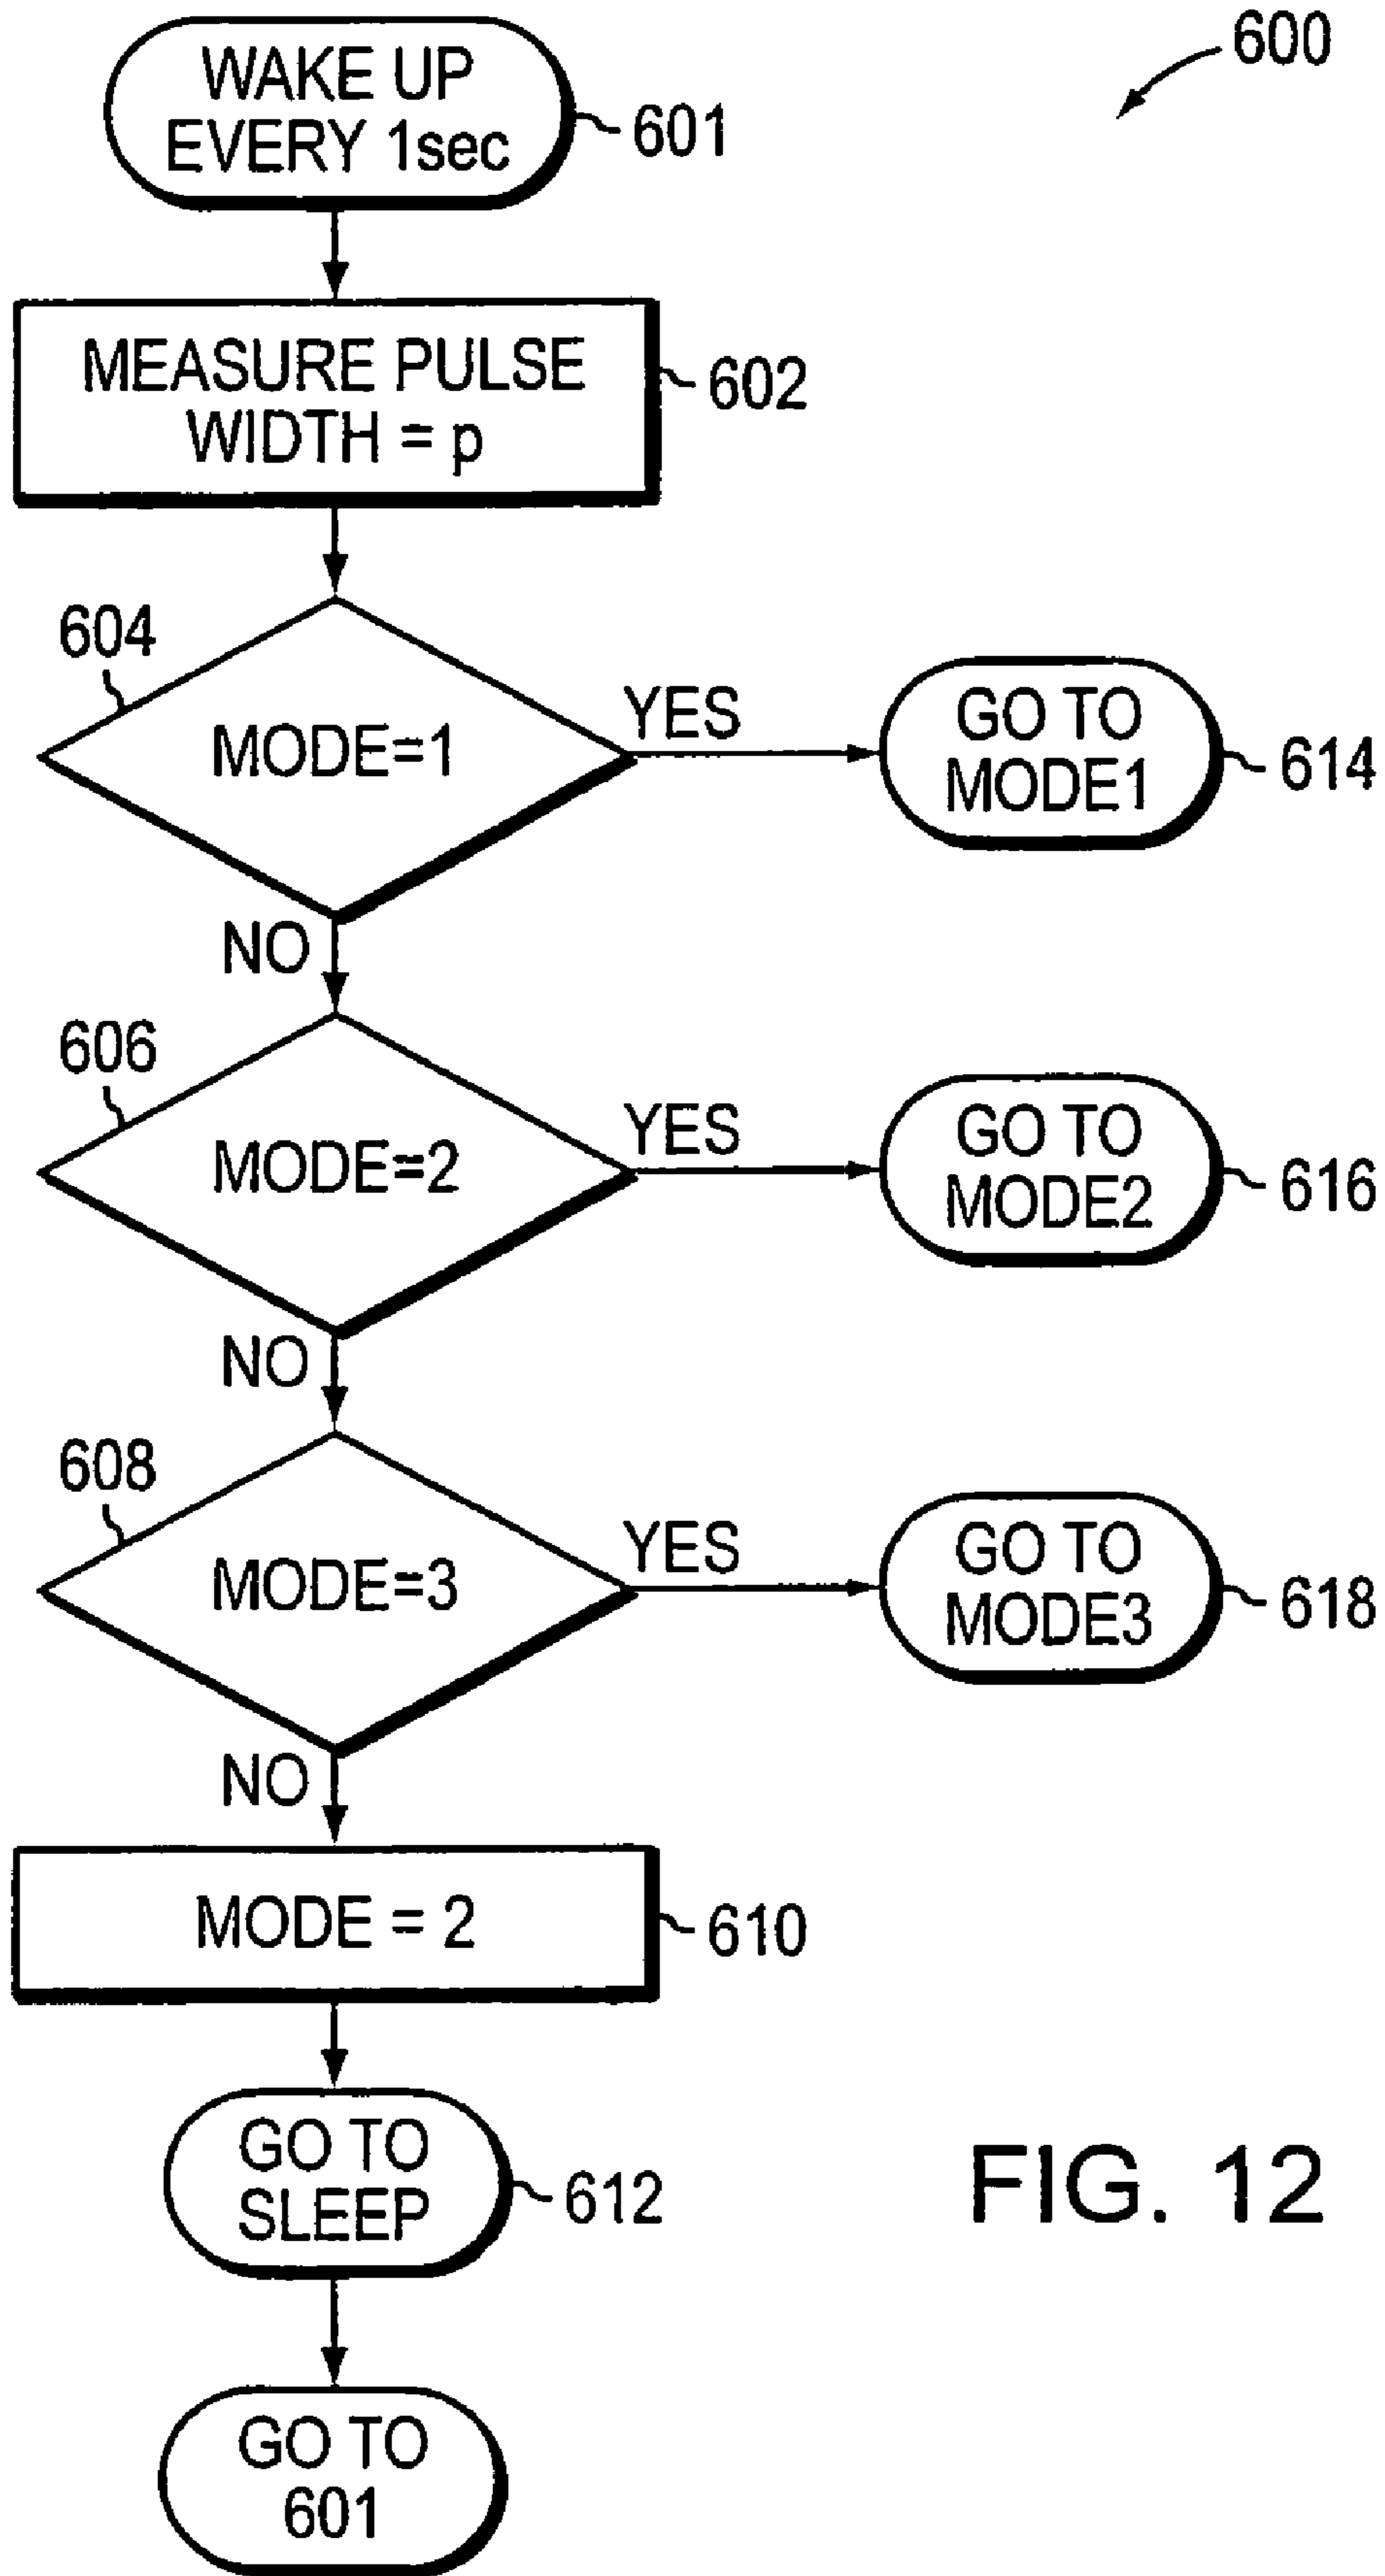 600
WAKE UP
EVERY 1sec
601
MEASURE PULSE
WIDTH = p
602
604
MODE=1
YES
GO TO
MODE1
614
NO
606
MODE=2
YES
GO TO
MODE2
616
NO
608
MODE=3
YES
GO TO
MODE3
618
NO
MODE = 2
610
GO TO
SLEEP
612
GO TO
601
FIG. 12